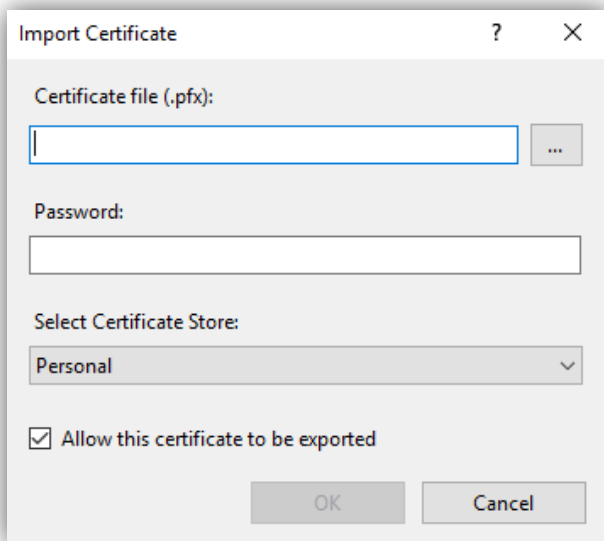 Import Certificate ?
Certificate file (.pfx):
...
Password:
Select Certificate Store:
Personal
Allow this certificate to be exported
OK Cancel